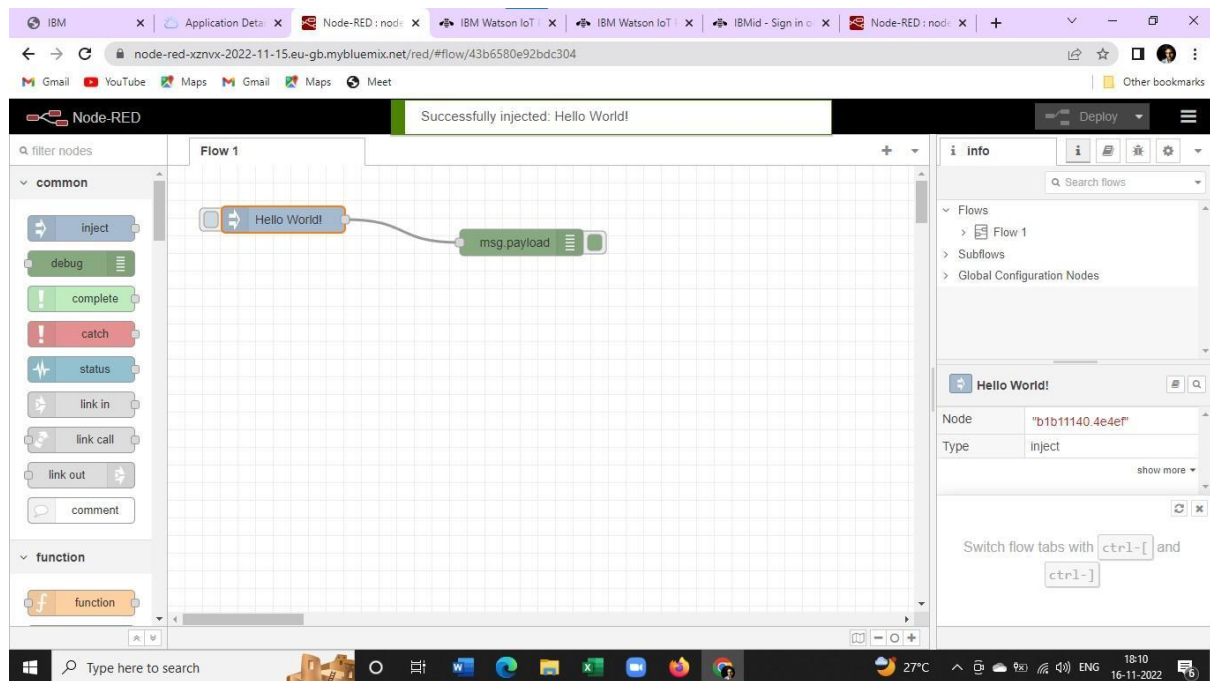 IBM
Application Deta
Node-RED : node
IBM Watson IoT
IBM Watson IoT
IBMid - Sign in o
Node-RED : node
node-red-xznvx-2022-11-15.eu-gb.mybluemix.net/red/#flow/43b6580e92bdc304
Gmail YouTube Maps Gmail Maps Meet Other bookmarks
Node-RED
Successfully injected: Hello World!
Deploy
filter nodes
Flow 1
i info
i
common
Search flows
inject
Hello World!
msg.payload
Flows
Flow 1
debug
Subflows
complete
Global Configuration Nodes
catch
status
link in
Hello World!
link call
Node "b1b11140.4e4ef"
Type inject
link out
show more
comment
function
Switch flow tabs with ctrl-[ and
ctrl-]
function
Type here to search
27°C
ENG
18:10
16-11-2022
6